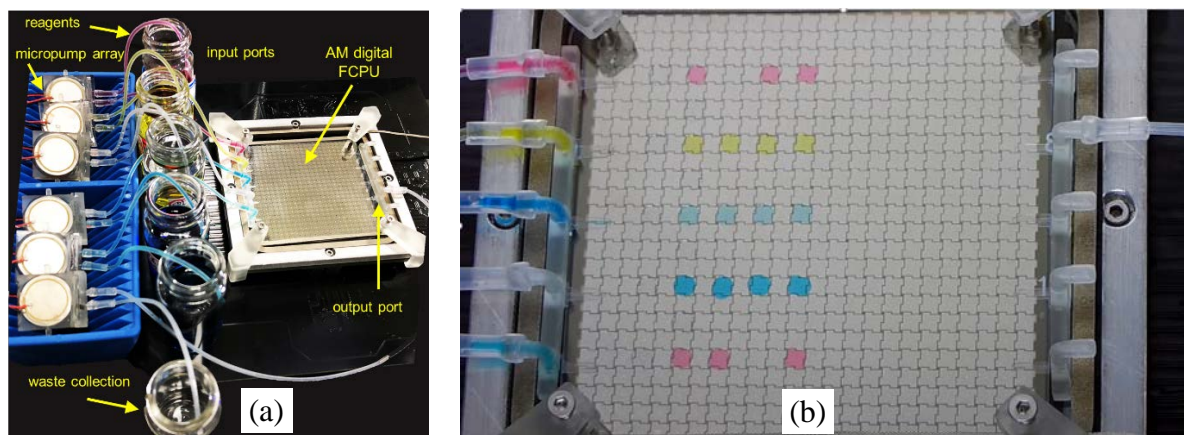 reagents
micropump array
input ports
AM digital
FCPU
output port
waste collection
(a)
(b)